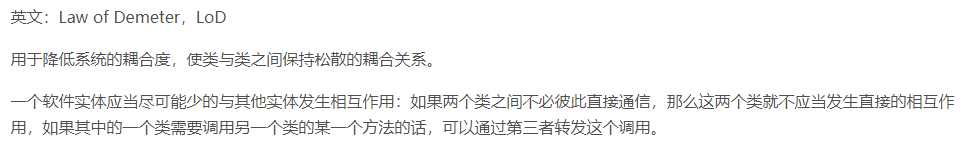 英文：Law of Demeter，LoD
用于降低系统的耦合度，使类与类之间保持松散的耦合关系。
一个软件实体应当尽可能少的与其他实体发生相互作用：如果两个类之间不必彼此直接通信，那么这两个类就不应当发生直接的相互作
用，如果其中的一个类需要调用另一个类的某一个方法的话，可以通过第三者转发这个调用。